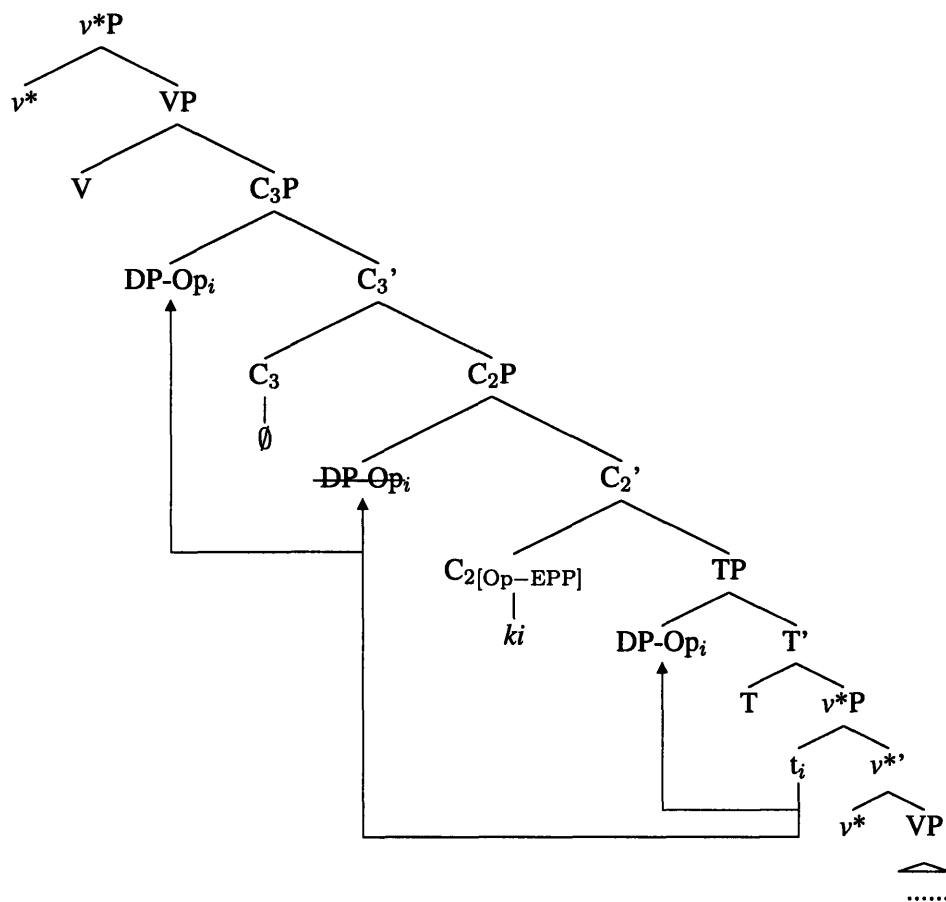 v*P
v* VP
V C₃P
DP-Opᵢ C₃’
C₃ C₂P
∅
DP-Opᵢ C₂’
C₂[Op−EPP] TP
ki DP-Opᵢ T’
T v*P
tᵢ v*’
v* VP
......